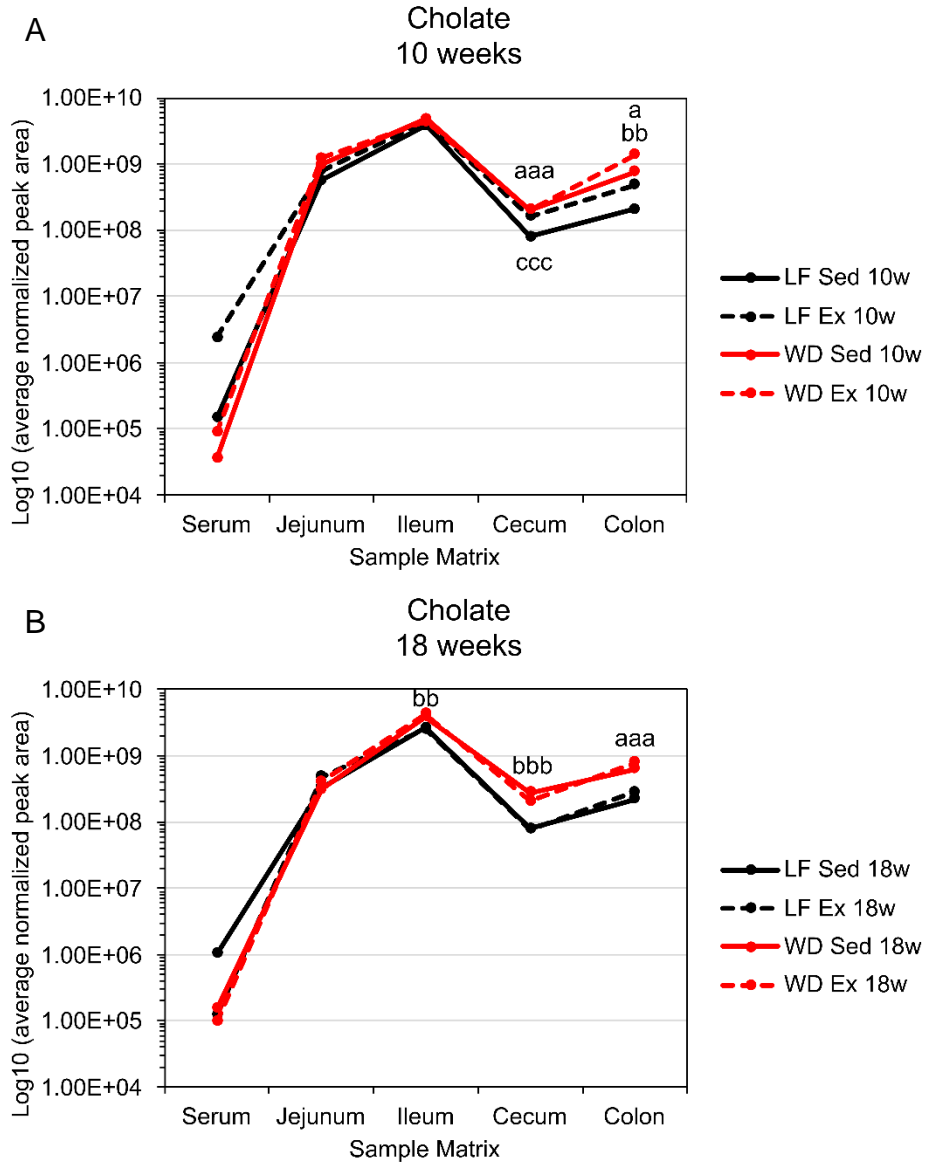 A
Cholate
10 weeks
Log10 (average normalized peak area)
1.00E+10
1.00E+09
1.00E+08
1.00E+07
1.00E+06
1.00E+05
1.00E+04
a
bb
aaa
ccc
Serum Jejunum Ileum Cecum Colon
Sample Matrix
LF Sed 10w
LF Ex 10w
WD Sed 10w
WD Ex 10w
B
Cholate
18 weeks
Log10 (average normalized peak area)
1.00E+10
1.00E+09
1.00E+08
1.00E+07
1.00E+06
1.00E+05
1.00E+04
bb
bbb
aaa
Serum Jejunum Ileum Cecum Colon
Sample Matrix
LF Sed 18w
LF Ex 18w
WD Sed 18w
WD Ex 18w